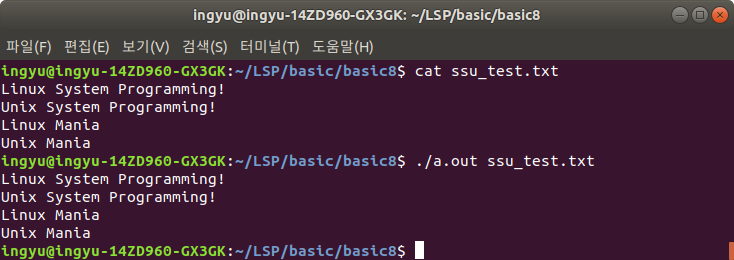 ingyu@ingyu-14ZD960-GX3GK: ~/LSP/basic/basic8
파일(F) 편집(E) 보기(V) 검색(S) 터미널(T) 도움말(H)
ingyu@ingyu-14ZD960-GX3GK:~/LSP/basic/basic8$ cat ssu_test.txt
Linux System Programming!
Unix System Programming!
Linux Mania
Unix Mania
ingyu@ingyu-14ZD960-GX3GK:~/LSP/basic/basic8$ ./a.out ssu_test.txt
Linux System Programming!
Unix System Programming!
Linux Mania
Unix Mania
ingyu@ingyu-14ZD960-GX3GK:~/LSP/basic/basic8$